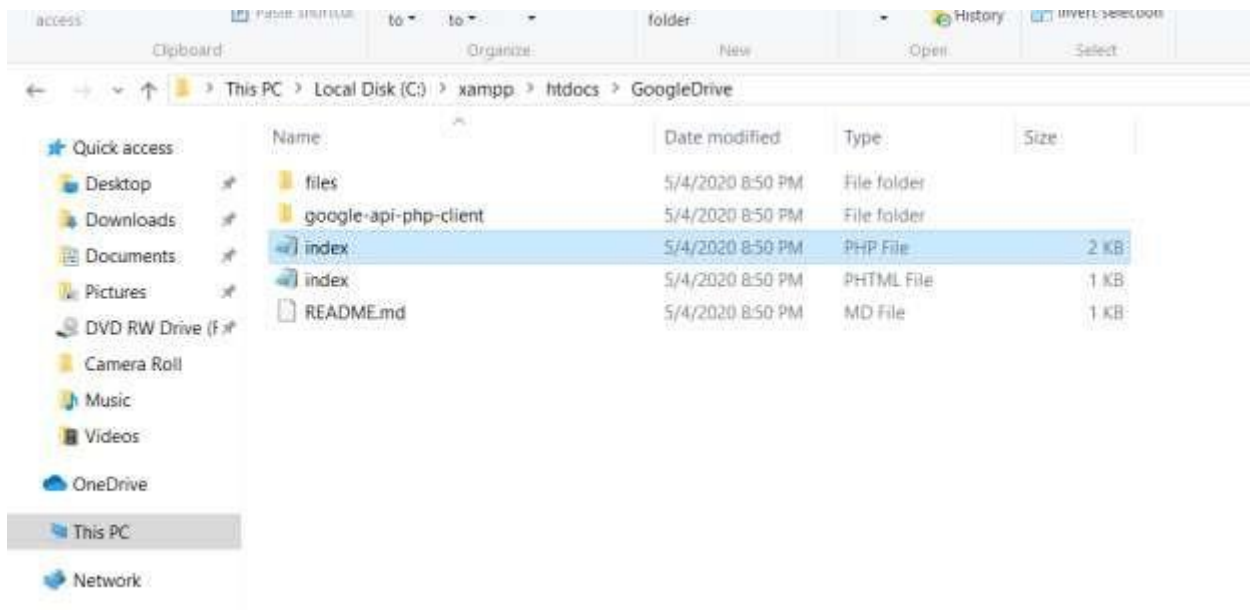 access Paste shortcut to to folder History Invert selection
Clipboard Organize New Open Select
This PC > Local Disk (C:) > xampp > htdocs > GoogleDrive
Name Date modified Type Size
Quick access
Desktop files 5/4/2020 8:50 PM File folder
Downloads google-api-php-client 5/4/2020 8:50 PM File folder
Documents index 5/4/2020 8:50 PM PHP File 2 KB
Pictures index 5/4/2020 8:50 PM PHTML File 1 KB
DVD RW Drive (F README.md 5/4/2020 8:50 PM MD File 1 KB
Camera Roll
Music
Videos
OneDrive
This PC
Network